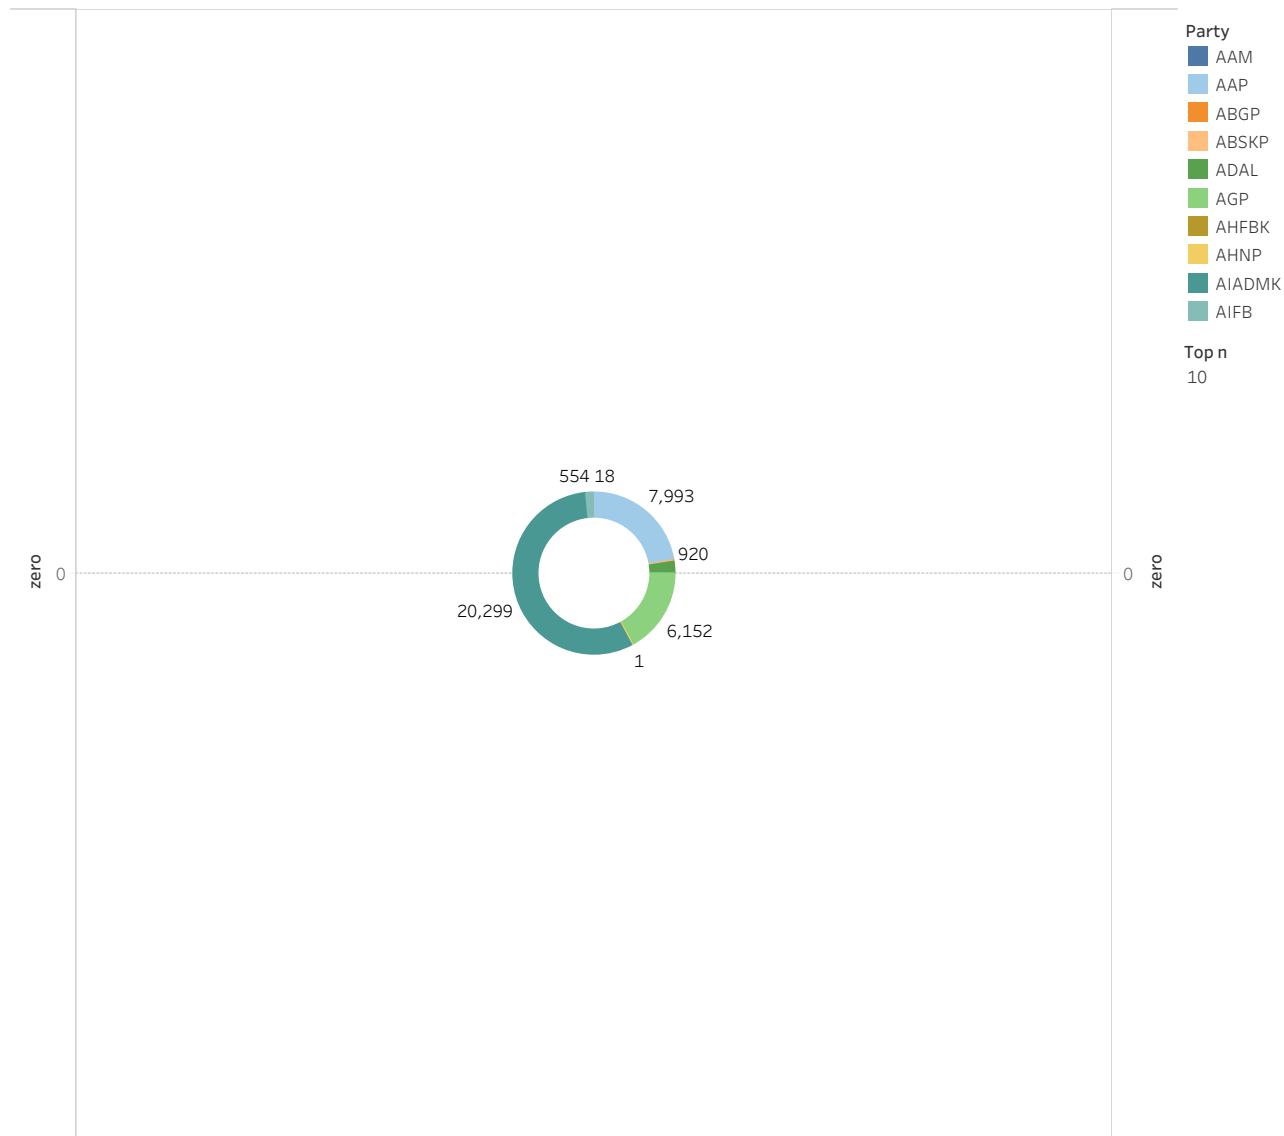 Party
AAM
AAP
ABGP
ABSKP
ADAL
AGP
AHFBK
AHNP
AIADMK
AIFB
Top n
10
554 18
7,993
920
zero
0
0
zero
20,299
6,152
1